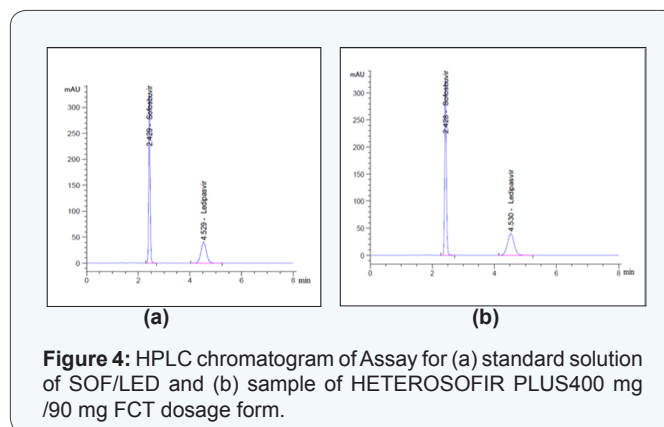 mAU
300
250
200
150
100
50
0
2.429 - Sofosbuvir
4.529 - Ledipasvir
0
2
4
6
8
min
(a)
mAU
300
250
200
150
100
50
0
2.428 - Sofosbuvir
4.530 - Ledipasvir
0
2
4
6
8
min
(b)
Figure 4: HPLC chromatogram of Assay for (a) standard solution
of SOF/LED and (b) sample of HETEROSOFIR PLUS400 mg
/90 mg FCT dosage form.